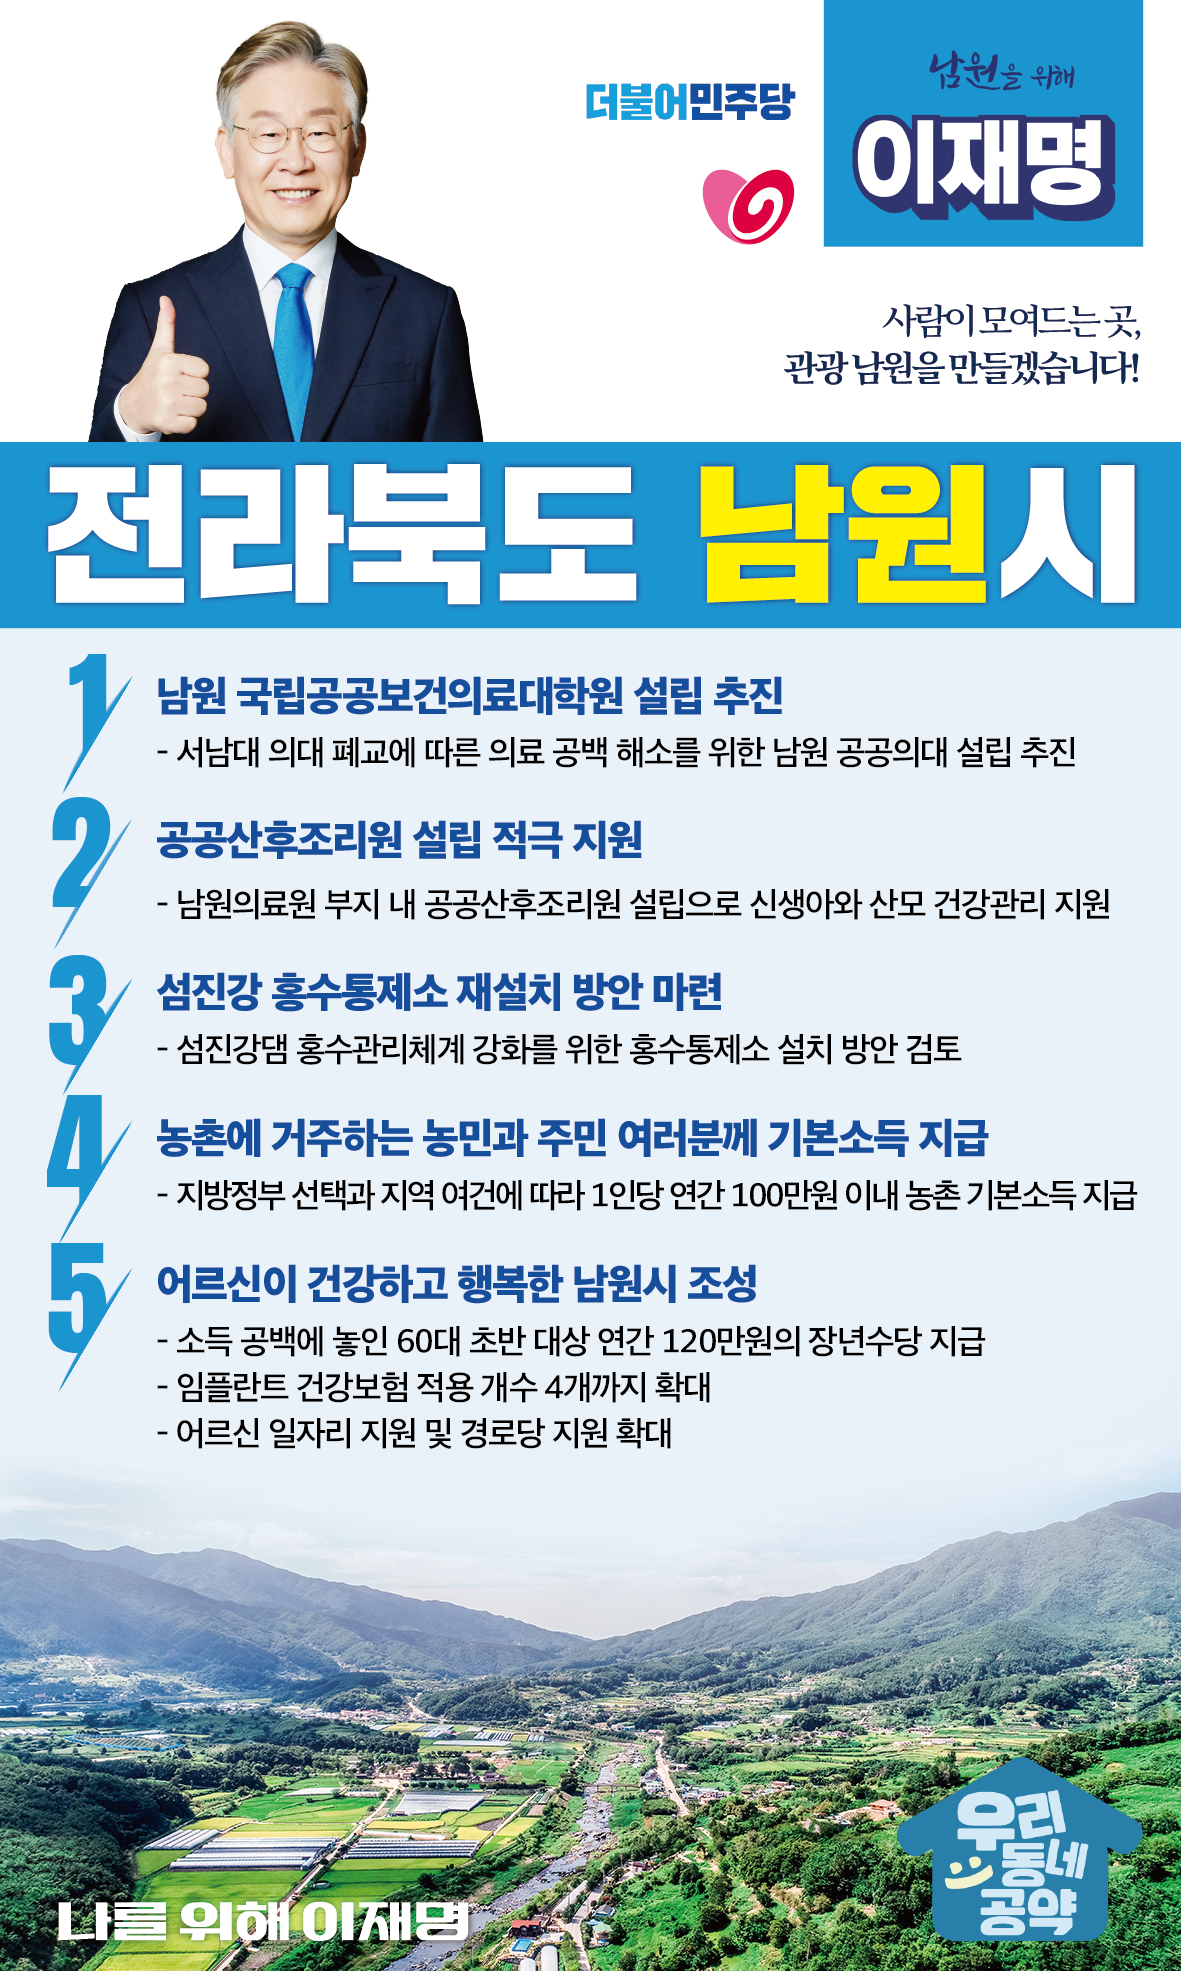 더불어민주당
남원을 위해
이재명
사람이 모여드는 곳,
관광 남원을 만들겠습니다!
전라북도 남원시
1
남원 국립공공보건의료대학원 설립 추진
- 서남대 의대 폐교에 따른 의료 공백 해소를 위한 남원 공공의대 설립 추진
2
공공산후조리원 설립 적극 지원
- 남원의료원 부지 내 공공산후조리원 설립으로 신생아와 산모 건강관리 지원
3
섬진강 홍수통제소 재설치 방안 마련
- 섬진강댐 홍수관리체계 강화를 위한 홍수통제소 설치 방안 검토
4
농촌에 거주하는 농민과 주민 여러분께 기본소득 지급
- 지방정부 선택과 지역 여건에 따라 1인당 연간 100만원 이내 농촌 기본소득 지급
5
어르신이 건강하고 행복한 남원시 조성
- 소득 공백에 놓인 60대 초반 대상 연간 120만원의 장년수당 지급
- 임플란트 건강보험 적용 개수 4개까지 확대
- 어르신 일자리 지원 및 경로당 지원 확대
우리
동네
공약
나를 위해 이재명